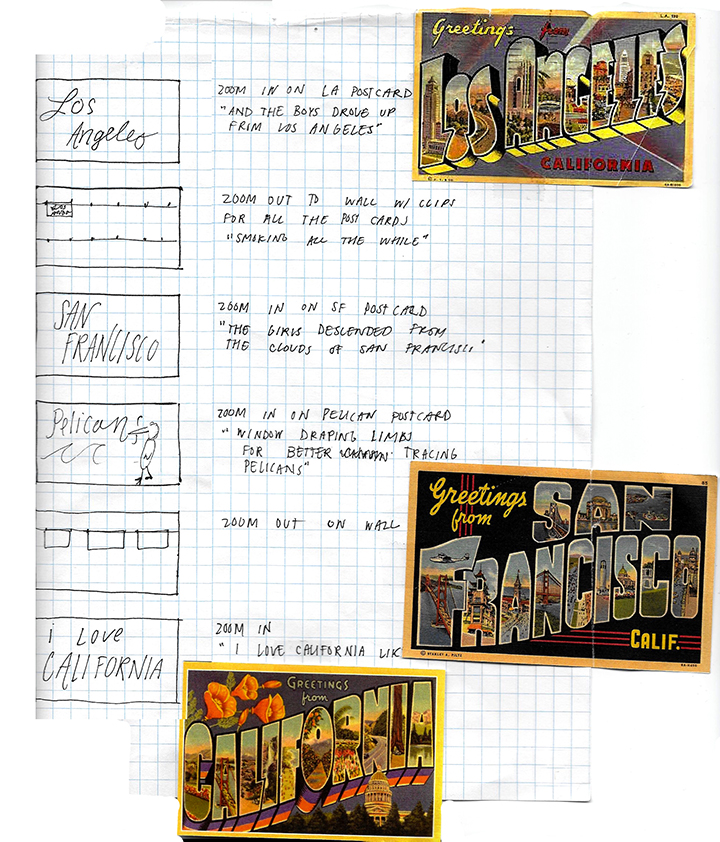 Greetings from
LOS ANGELES
CALIFORNIA
Los
Angeles
ZOOM IN ON LA POSTCARD
"AND THE BOYS DROVE UP
FRIM LOS ANGELES"
ZOOM OUT TO WALL W/ CLIPS
FOR ALL THE POST CARDS
"SMOKING ALL THE WHILE"
SAN
FRANCISCO
ZOOM IN ON SF POSTCARD
"THE GIRLS DESCENDED FROM
THE CLOUDS OF SAN FRANCISCI"
Pelicans
ZOOM IN ON PELICAN POSTCARD
"WINDOW DRAPING LIMBS
FOR BETTER TRACING
PELICANS"
ZOOM OUT ON WALL
Greetings
from
SAN
FRANCISCO
CALIF.
i LOVE
CALIFORNIA
ZOOM IN
"I LOVE CALIFORNIA LIK
GREETINGS
from
CALIFORNIA